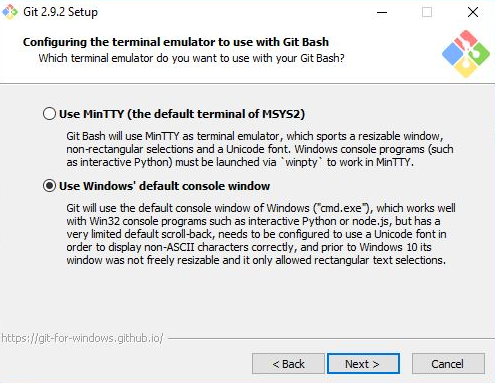 Git 2.9.2 Setup
Configuring the terminal emulator to use with Git Bash
Which terminal emulator do you want to use with your Git Bash?
Use MinTTY (the default terminal of MSYS2)
Git Bash will use MinTTY as terminal emulator, which sports a resizable window,
non-rectangular selections and a Unicode font. Windows console programs (such
as interactive Python) must be launched via `winpty` to work in MinTTY.
Use Windows' default console window
Git will use the default console window of Windows ("cmd.exe"), which works well
with Win32 console programs such as interactive Python or node.js, but has a
very limited default scroll-back, needs to be configured to use a Unicode font in
order to display non-ASCII characters correctly, and prior to Windows 10 its
window was not freely resizable and it only allowed rectangular text selections.
https://git-for-windows.github.io/
< Back
Next >
Cancel